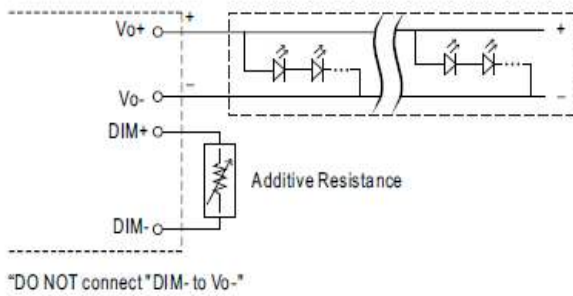 Vo+
+
+
–
Vo-
–
DIM+
Additive Resistance
DIM-
"DO NOT connect "DIM- to Vo-"